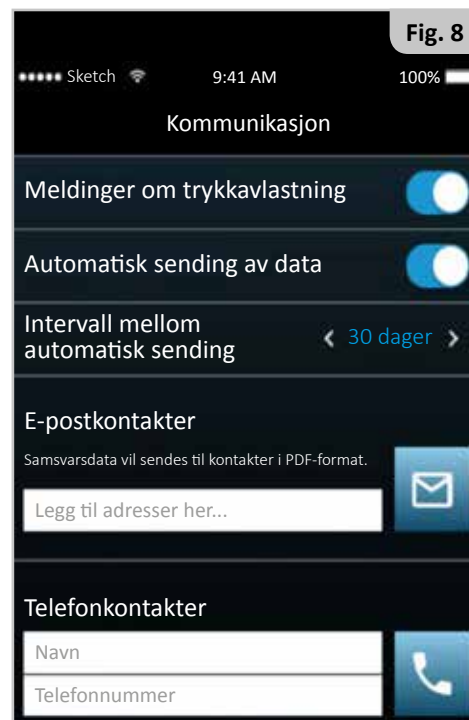 Fig. 8
Sketch 9:41 AM 100%
Kommunikasjon
Meldinger om trykkavlastning
Automatisk sending av data
Intervall mellom
automatisk sending
30 dager
E-postkontakter
Samsvarsdata vil sendes til kontakter i PDF-format.
Legg til adresser her...
Telefonkontakter
Navn
Telefonnummer